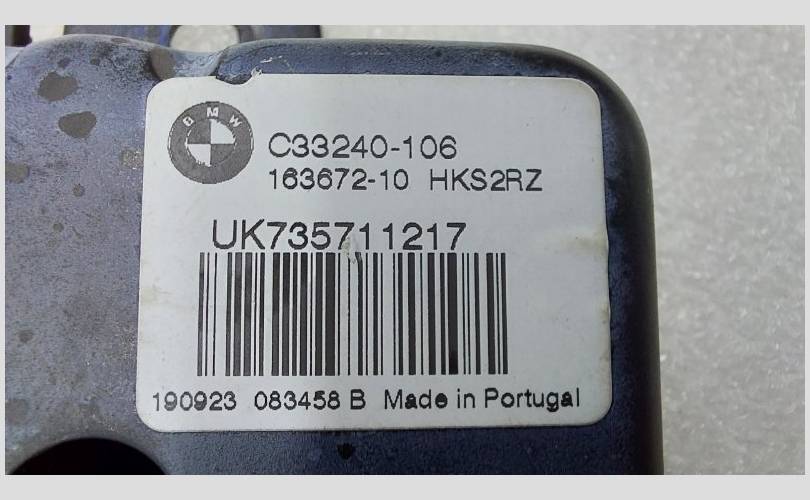 BMW
C33240-106
163672-10 HKS2RZ
UK735711217
190923 083458 B Made in Portugal